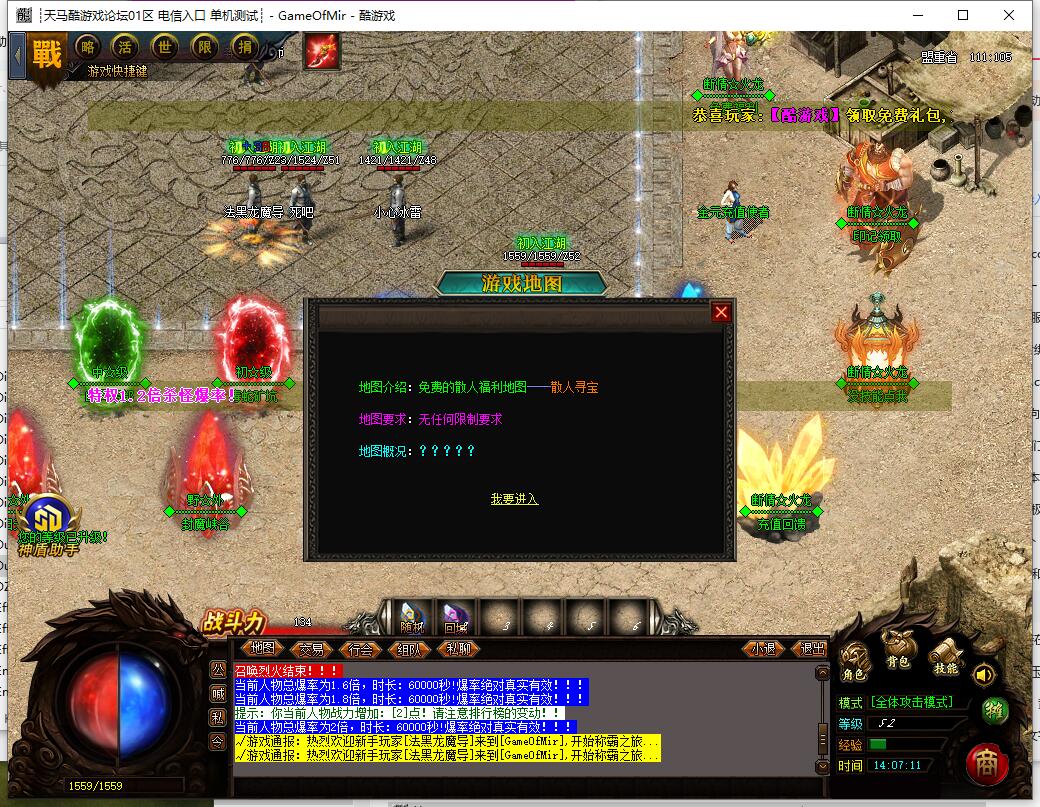 天马酷游戏论坛01区 电信入口 单机测试 - GameOfMir - 酷游戏
戰
略 活 世 限 捐
游戏快捷键
盟重省 111:105
断情☆火龙
恭喜玩家:【酷游戏】领取免费礼包,
776/776/Z23/1524/Z51
初入江湖
1421/1421/Z48
法黑龙魔导 死吧
小心冰雷
金元充值使者
断情☆火龙
印记领取
初入江湖
1559/1559/Z52
游戏地图
地图介绍：免费的散人福利地图——散人寻宝
地图要求：无任何限制要求
地图概况：？？？？？
我要进入
中☆级
初☆级
特权1.2倍杀怪爆率!
断情☆火龙
野☆外
封魔峡谷
断情☆火龙
充值回馈
您的等级已升级!
神盾助手
战斗力 134
随机 回城 3 4 5 6
地图 交易 行会 组队 私聊 小退 退出
公
喊
私
令
召唤烈火结束！！！
当前人物总爆率为1.6倍，时长：60000秒!爆率绝对真实有效！！！
当前人物总爆率为1.8倍，时长：60000秒!爆率绝对真实有效！！！
提示：你当前人物战力增加：[2]点！请注意排行榜的变动！！
当前人物总爆率为2倍，时长：60000秒!爆率绝对真实有效！！！
√游戏通报：热烈欢迎新手玩家[法黑龙魔导]来到[GameOfMir],开始称霸之旅...
√游戏通报：热烈欢迎新手玩家[法黑龙魔导]来到[GameOfMir],开始称霸之旅...
角色 背包 技能
模式 [全体攻击模式]
等级 52
经验
时间 14:07:11
商
1559/1559